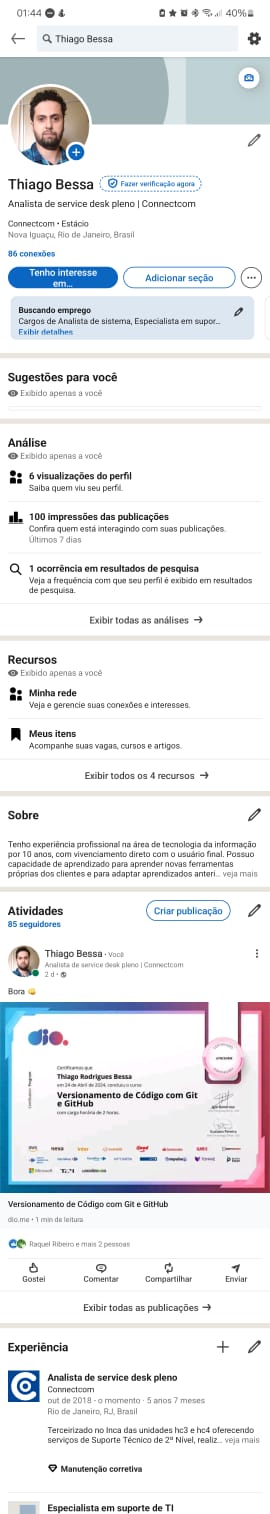 01:44
40%
Thiago Bessa
Thiago Bessa
Fazer verificação agora
Analista de service desk pleno | Connectcom
Connectcom • Estácio
Nova Iguaçu, Rio de Janeiro, Brasil
86 conexões
Tenho interesse em...
Adicionar seção
Buscando emprego
Cargos de Analista de sistema, Especialista em supor...
Exibir detalhes
Sugestões para você
Exibido apenas a você
Análise
Exibido apenas a você
6 visualizações do perfil
Saiba quem viu seu perfil.
100 impressões das publicações
Confira quem está interagindo com suas publicações.
Últimos 7 dias
1 ocorrência em resultados de pesquisa
Veja a frequência com que seu perfil é exibido em resultados
de pesquisa.
Exibir todas as análises →
Recursos
Exibido apenas a você
Minha rede
Veja e gerencie suas conexões e interesses.
Meus itens
Acompanhe suas vagas, cursos e artigos.
Exibir todos os 4 recursos →
Sobre
Tenho experiência profissional na área de tecnologia da informação
por 10 anos, com vivenciamento direto com o usuário final. Possuo
capacidade de aprendizado para aprender novas ferramentas
próprias dos clientes e para adaptar aprendizados anteri... veja mais
Atividades
Criar publicação
85 seguidores
Thiago Bessa • Você
Analista de service desk pleno | Connectcom
2 d •
Bora
dio.
Certificamos que
Thiago Rodrigues Bessa
em 24 de Abril de 2024, concluiu o curso
Versionamento de Código com Git
e GitHub
com carga horária de 2 horas.
Microsoft
Versionamento de Código com Git e GitHub
dio.me • 1 min de leitura
Raquel Ribeiro e mais 2 pessoas
Gostei
Comentar
Compartilhar
Enviar
Exibir todas as publicações →
Experiência
Analista de service desk pleno
Connectcom
out de 2018 - o momento · 5 anos 7 meses
Rio de Janeiro, RJ, Brasil
Terceirizado no Inca das unidades hc3 e hc4 oferecendo
serviços de Suporte Técnico de 2º Nível, realiz... veja mais
Manutenção corretiva
Especialista em suporte de TI